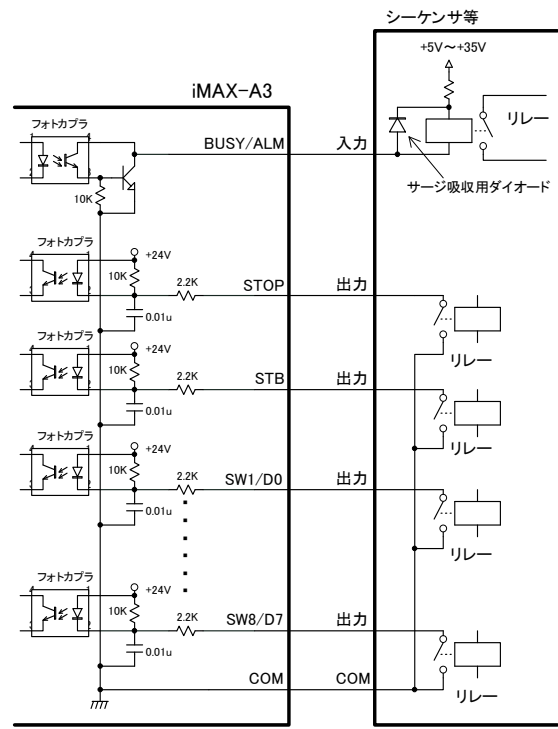 シーケンサ等
+5V～+35V
iMAX-A3
フォトカプラ
BUSY/ALM
入力
リレー
10K
サージ吸収用ダイオード
フォトカプラ
+24V
10K
2.2K
STOP
出力
0.01u
リレー
フォトカプラ
+24V
10K
2.2K
STB
出力
0.01u
リレー
フォトカプラ
+24V
10K
2.2K
SW1/D0
出力
0.01u
リレー
フォトカプラ
+24V
10K
2.2K
SW8/D7
出力
0.01u
COM
COM
リレー